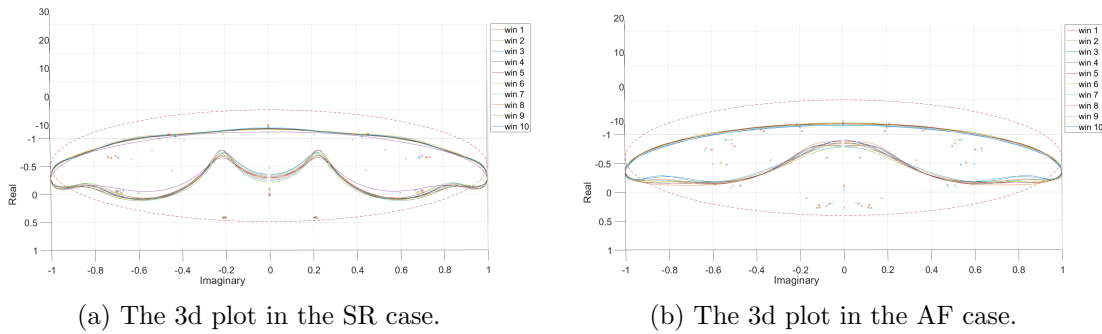 30
20
10
0
-10
-1
-0.5
0
0.5
1
Real
-1 -0.8 -0.6 -0.4 -0.2 0 0.2 0.4 0.6 0.8 1
Imaginary
win 1
win 2
win 3
win 4
win 5
win 6
win 7
win 8
win 9
win 10
(a) The 3d plot in the SR case.
20
10
0
-10
-1
-0.5
0
0.5
1
Real
-1 -0.8 -0.6 -0.4 -0.2 0 0.2 0.4 0.6 0.8 1
Imaginary
win 1
win 2
win 3
win 4
win 5
win 6
win 7
win 8
win 9
win 10
(b) The 3d plot in the AF case.